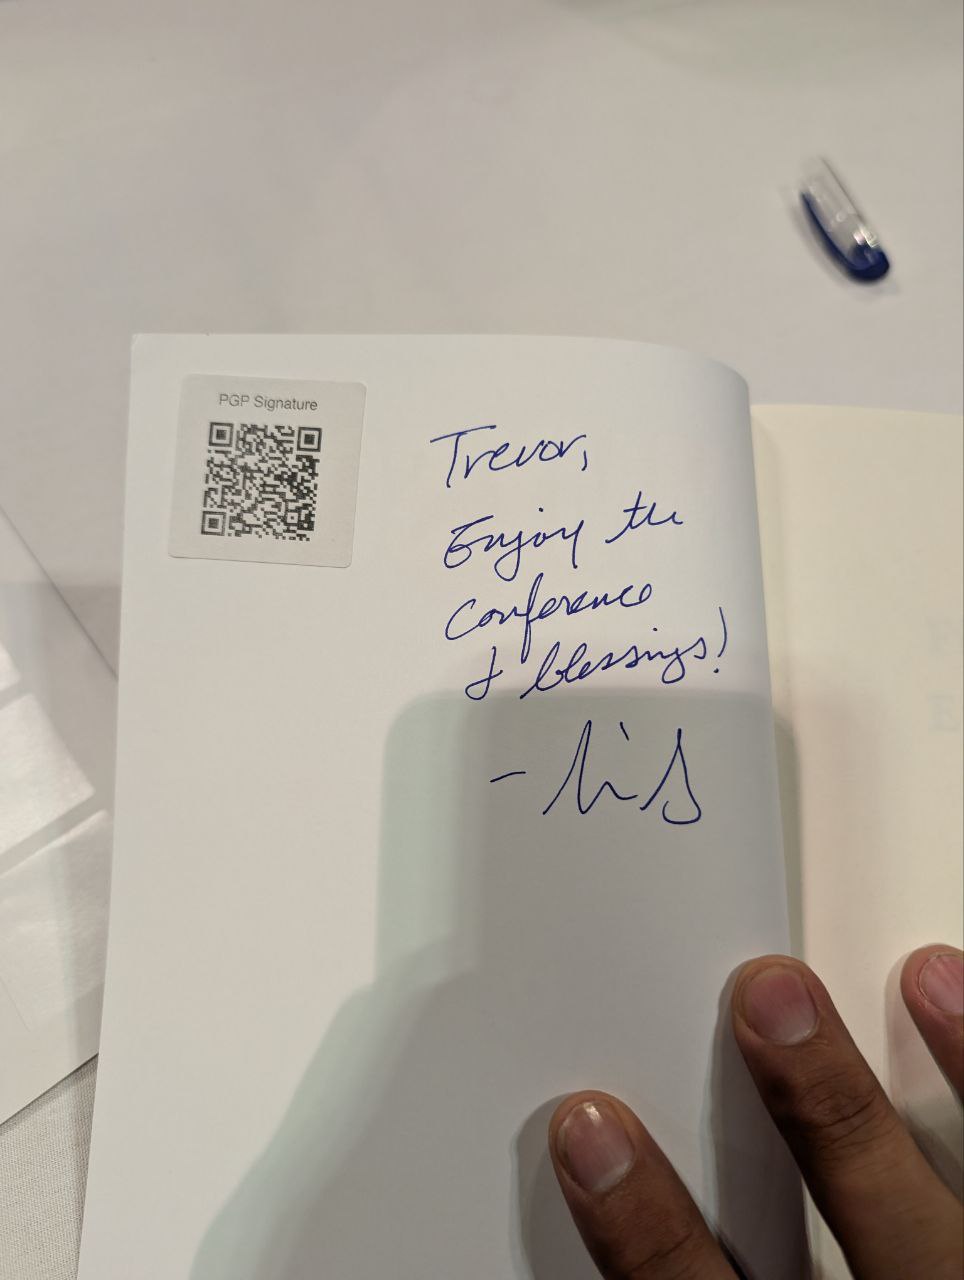 PGP Signature
Trevor,
Enjoy the
conference
& blessings!